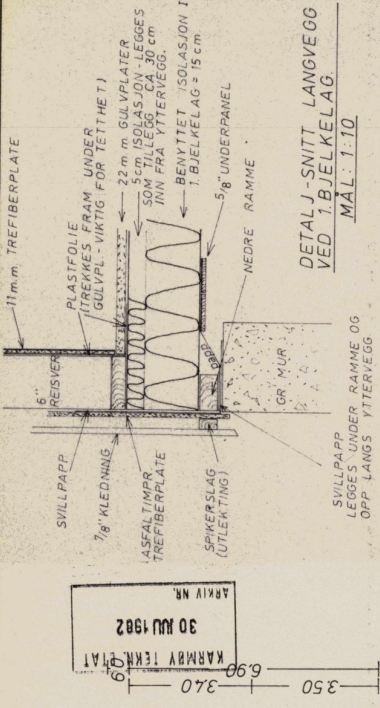 11 m.m. TREFIBERPLATE
PLASTFOLIE
(TREKKES FRAM UNDER
GULVPL.- VIKTIG FOR TETTHET)
22 m.m. GULVPLATER
5cm ISOLASJON - LEGGES
SOM TILLEGG CA. 30 cm
INN FRA YTTERVEGG.
BENYTTET ISOLASJON I
1. BJELKELAG = 15 cm
5/8" UNDERPANEL
NEDRE RAMME
6"
REISVERK
SVILLPAPP
7/8" KLEDNING
ASFALTIMPR.
TREFIBERPLATE
SPIKERSLAG
(UTLEKTING)
PAPP
GR MUR
SVILLPAPP
LEGGES UNDER RAMME OG
OPP LANGS YTTERVEGG
DETALJ-SNITT LANGVEGG
VED 1. BJELKELAG.
MÅL: 1:10
KARMØY TEKN. ETAT
30 JULI 1982
ARKIV NR.
3.40
6.90
3.50